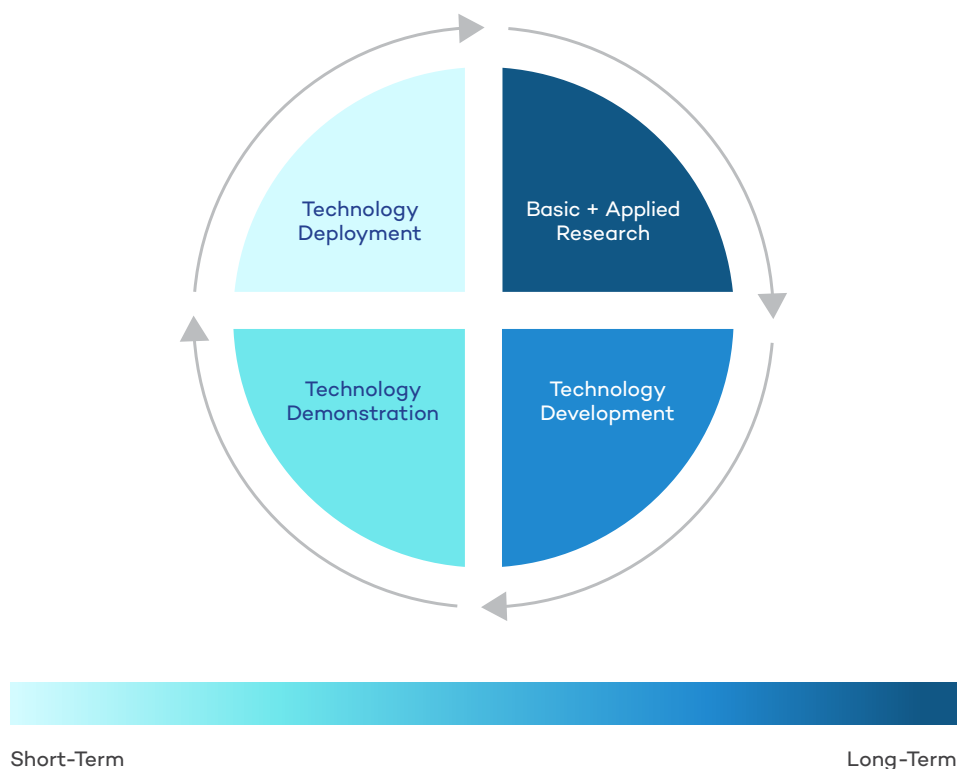 Technology
Deployment
Basic + Applied
Research
Technology
Demonstration
Technology
Development
Short-Term
Long-Term